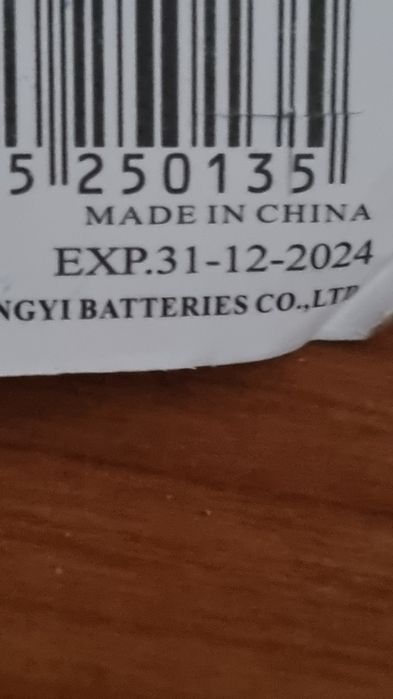 5 250135
MADE IN CHINA
EXP.31-12-2024
NGYI BATTERIES CO.,LTD